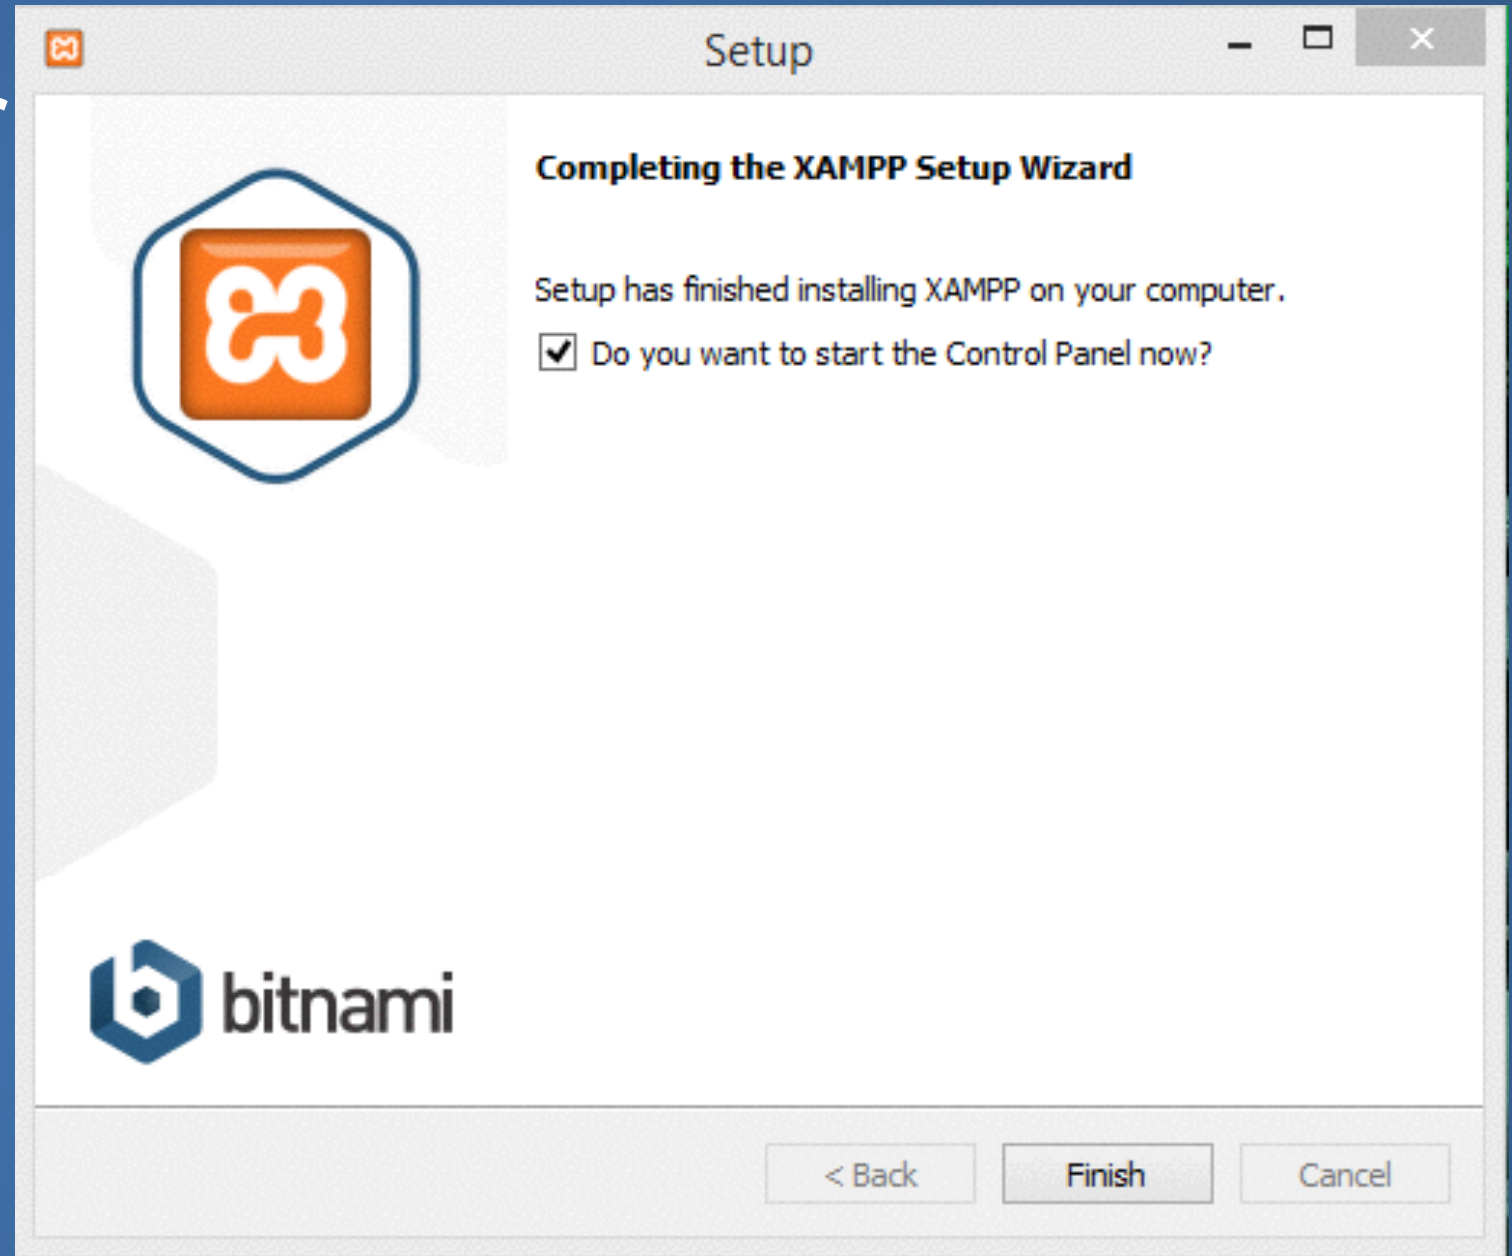 Setup
Completing the XAMPP Setup Wizard
Setup has finished installing XAMPP on your computer.
Do you want to start the Control Panel now?
bitnami
< Back Finish Cancel